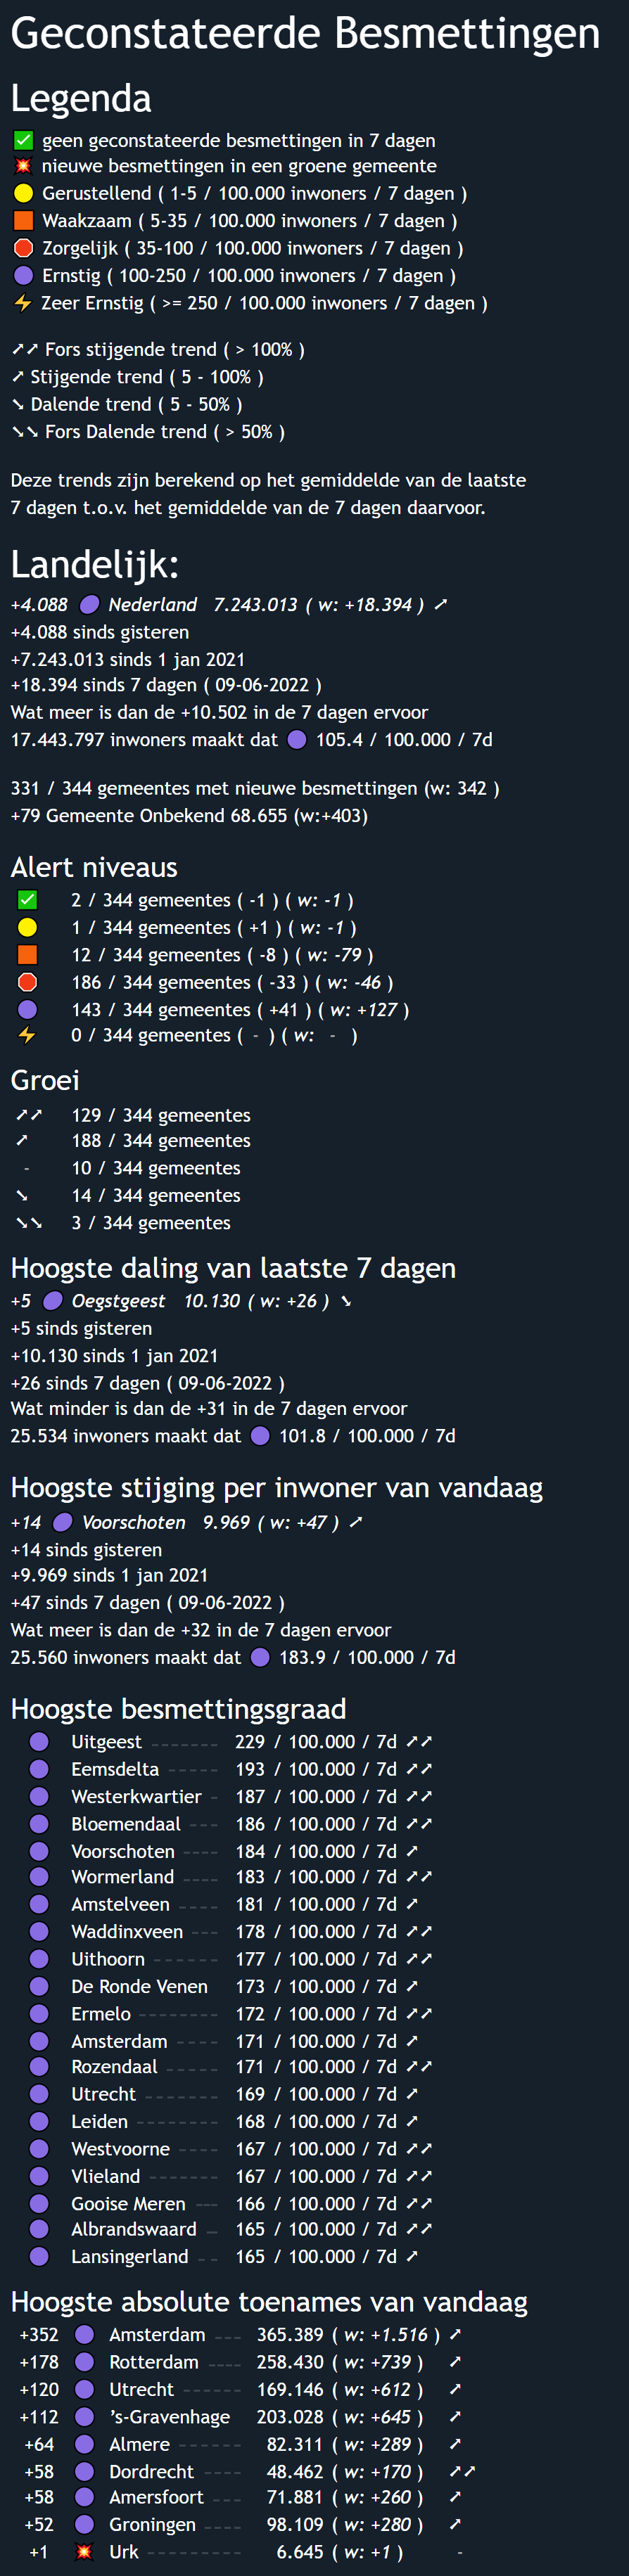 Geconstateerde Besmettingen
Legenda
✅ geen geconstateerde besmettingen in 7 dagen
💥 nieuwe besmettingen in een groene gemeente
🟡 Gerustellend ( 1-5 / 100.000 inwoners / 7 dagen )
🟧 Waakzaam ( 5-35 / 100.000 inwoners / 7 dagen )
🛑 Zorgelijk ( 35-100 / 100.000 inwoners / 7 dagen )
🟣 Ernstig ( 100-250 / 100.000 inwoners / 7 dagen )
⚡ Zeer Ernstig ( >= 250 / 100.000 inwoners / 7 dagen )
➚➚ Fors stijgende trend ( > 100% )
➚ Stijgende trend ( 5 - 100% )
➘ Dalende trend ( 5 - 50% )
➘➘ Fors Dalende trend ( > 50% )
Deze trends zijn berekend op het gemiddelde van de laatste
7 dagen t.o.v. het gemiddelde van de 7 dagen daarvoor.
Landelijk:
+4.088 🟣 Nederland 7.243.013 ( w: +18.394 ) ➚
+4.088 sinds gisteren
+7.243.013 sinds 1 jan 2021
+18.394 sinds 7 dagen ( 09-06-2022 )
Wat meer is dan de +10.502 in de 7 dagen ervoor
17.443.797 inwoners maakt dat 🟣 105.4 / 100.000 / 7d
331 / 344 gemeentes met nieuwe besmettingen (w: 342 )
+79 Gemeente Onbekend 68.655 (w:+403)
Alert niveaus
✅ 2 / 344 gemeentes ( -1 ) ( w: -1 )
🟡 1 / 344 gemeentes ( +1 ) ( w: -1 )
🟧 12 / 344 gemeentes ( -8 ) ( w: -79 )
🛑 186 / 344 gemeentes ( -33 ) ( w: -46 )
🟣 143 / 344 gemeentes ( +41 ) ( w: +127 )
⚡ 0 / 344 gemeentes ( - ) ( w: - )
Groei
➚➚ 129 / 344 gemeentes
➚ 188 / 344 gemeentes
- 10 / 344 gemeentes
➘ 14 / 344 gemeentes
➘➘ 3 / 344 gemeentes
Hoogste daling van laatste 7 dagen
+5 🟣 Oegstgeest 10.130 ( w: +26 ) ➘
+5 sinds gisteren
+10.130 sinds 1 jan 2021
+26 sinds 7 dagen ( 09-06-2022 )
Wat minder is dan de +31 in de 7 dagen ervoor
25.534 inwoners maakt dat 🟣 101.8 / 100.000 / 7d
Hoogste stijging per inwoner van vandaag
+14 🟣 Voorschoten 9.969 ( w: +47 ) ➚
+14 sinds gisteren
+9.969 sinds 1 jan 2021
+47 sinds 7 dagen ( 09-06-2022 )
Wat meer is dan de +32 in de 7 dagen ervoor
25.560 inwoners maakt dat 🟣 183.9 / 100.000 / 7d
Hoogste besmettingsgraad
🟣 Uitgeest ------- 229 / 100.000 / 7d ➚➚
🟣 Eemsdelta ----- 193 / 100.000 / 7d ➚➚
🟣 Westerkwartier - 187 / 100.000 / 7d ➚➚
🟣 Bloemendaal --- 186 / 100.000 / 7d ➚➚
🟣 Voorschoten ---- 184 / 100.000 / 7d ➚
🟣 Wormerland ---- 183 / 100.000 / 7d ➚➚
🟣 Amstelveen ---- 181 / 100.000 / 7d ➚
🟣 Waddinxveen --- 178 / 100.000 / 7d ➚➚
🟣 Uithoorn ------- 177 / 100.000 / 7d ➚➚
🟣 De Ronde Venen 173 / 100.000 / 7d ➚
🟣 Ermelo -------- 172 / 100.000 / 7d ➚➚
🟣 Amsterdam ---- 171 / 100.000 / 7d ➚
🟣 Rozendaal ----- 171 / 100.000 / 7d ➚➚
🟣 Utrecht ------- 169 / 100.000 / 7d ➚
🟣 Leiden -------- 168 / 100.000 / 7d ➚
🟣 Westvoorne ---- 167 / 100.000 / 7d ➚➚
🟣 Vlieland ------- 167 / 100.000 / 7d ➚➚
🟣 Gooise Meren --- 166 / 100.000 / 7d ➚➚
🟣 Albrandswaard -- 165 / 100.000 / 7d ➚➚
🟣 Lansingerland -- 165 / 100.000 / 7d ➚
Hoogste absolute toenames van vandaag
+352 🟣 Amsterdam --- 365.389 ( w: +1.516 ) ➚
+178 🟣 Rotterdam ---- 258.430 ( w: +739 ) ➚
+120 🟣 Utrecht ------ 169.146 ( w: +612 ) ➚
+112 🟣 's-Gravenhage 203.028 ( w: +645 ) ➚
+64 🟣 Almere ------- 82.311 ( w: +289 ) ➚
+58 🟣 Dordrecht ---- 48.462 ( w: +170 ) ➚➚
+58 🟣 Amersfoort --- 71.881 ( w: +260 ) ➚
+52 🟣 Groningen ---- 98.109 ( w: +280 ) ➚
+1 💥 Urk ---------- 6.645 ( w: +1 ) -